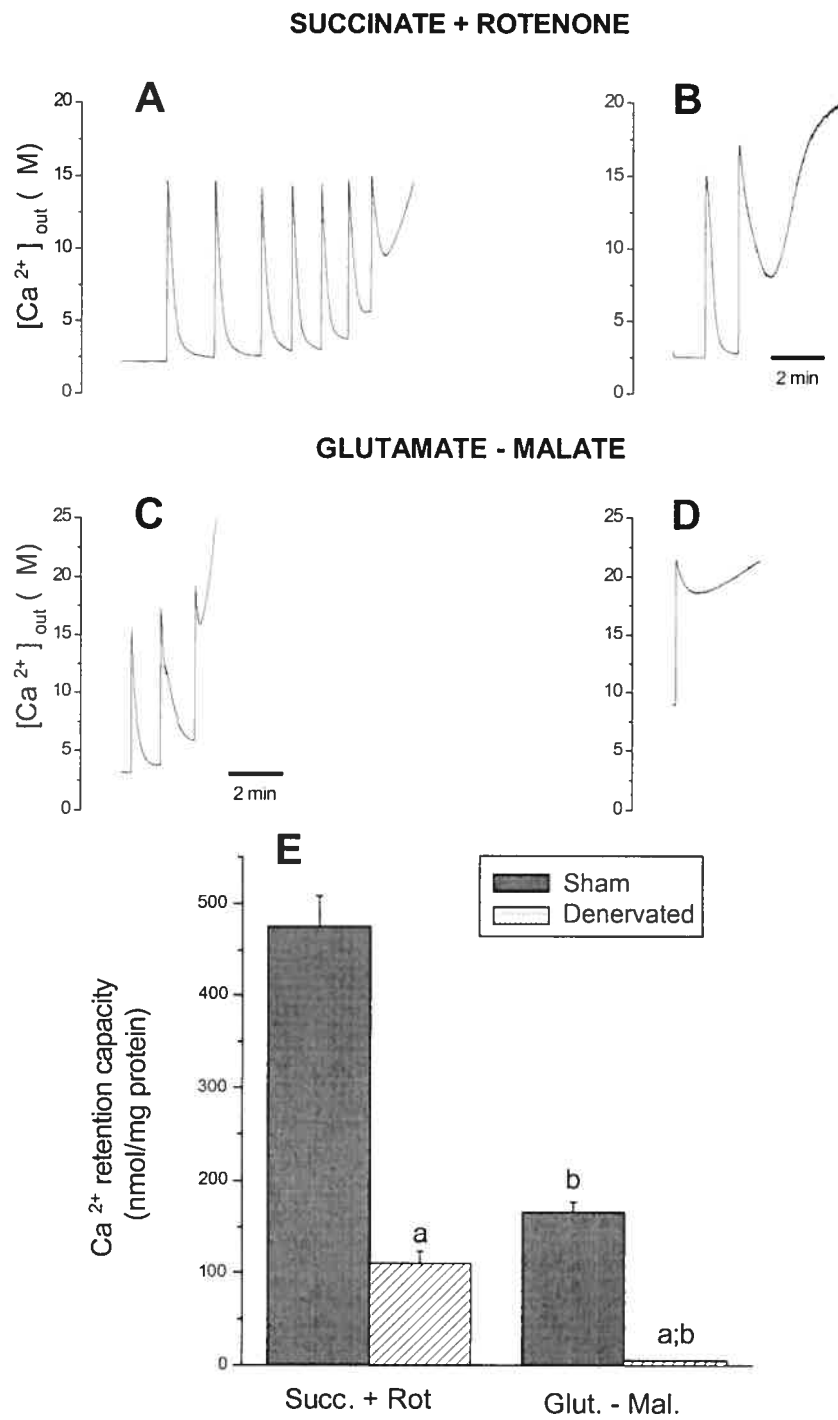 SUCCINATE + ROTENONE
A
B
[Ca 2+ ] out ( M)
20
15
10
5
0
20
15
10
5
0
2 min
GLUTAMATE - MALATE
C
D
[Ca 2+ ] out ( M)
25
20
15
10
5
0
2 min
25
20
15
10
5
0
E
Sham
Denervated
Ca 2+ retention capacity
(nmol/mg protein)
500
400
300
200
100
0
a
b
a;b
Succ. + Rot
Glut. - Mal.